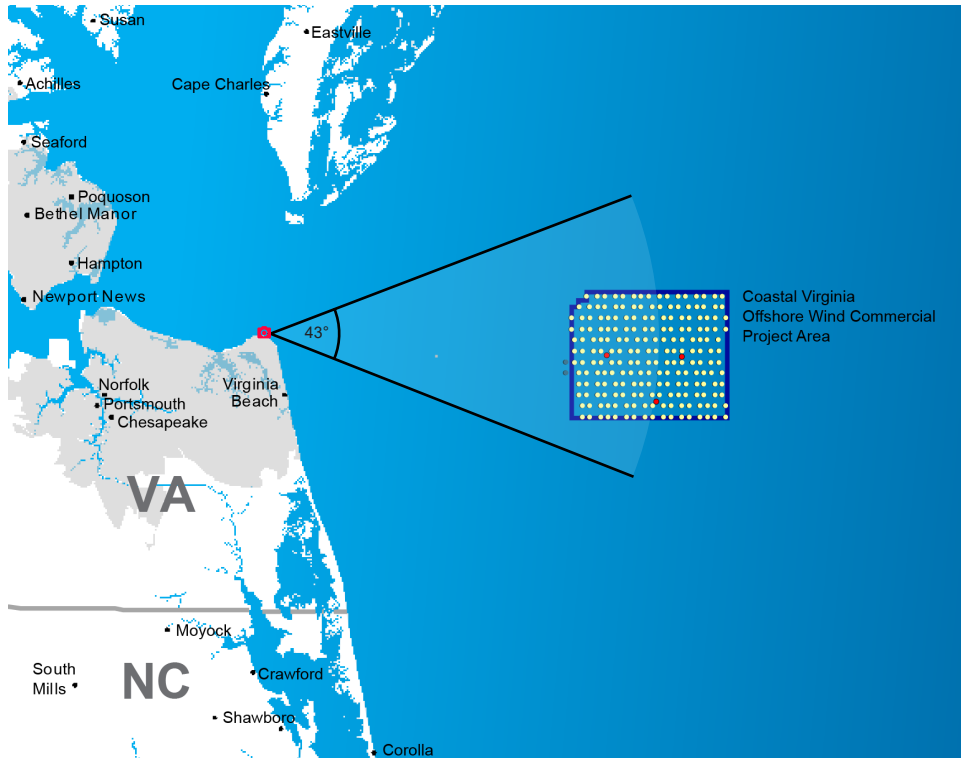 Susan
Eastville
Achilles
Cape Charles
Seaford
Poquoson
Bethel Manor
Hampton
Newport News
Coastal Virginia
Offshore Wind Commercial
Project Area
43°
Norfolk
Portsmouth
Chesapeake
Virginia
Beach
VA
Moyock
South
Mills
NC
Crawford
Shawboro
Corolla